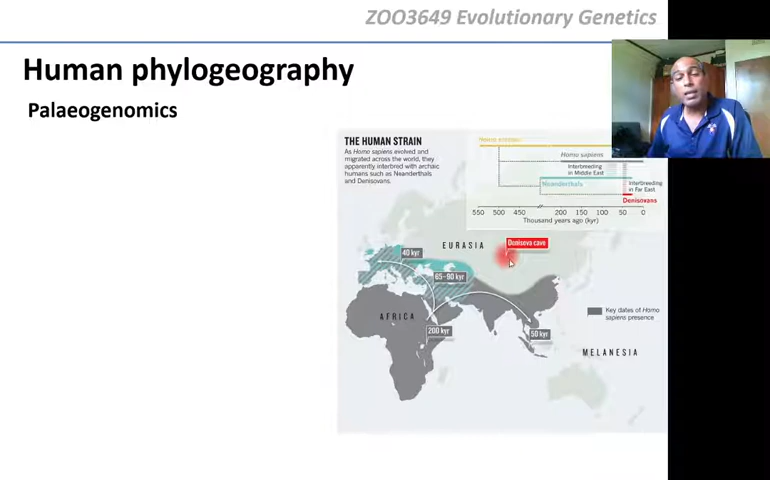 ZOO3649 Evolutionary Genetics
Human phylogeography
Palaeogenomics
THE HUMAN STRAIN
As Homo sapiens evolved and
migrated across the world, they
apparently interbred with archaic
humans such as Neanderthals
and Denisovans.
Homo erectus
Homo sapiens
Interbreeding
in Middle East
Neanderthals
Interbreeding
in Far East
Denisovans
550 500 450 200 150 100 50 0
Thousand years ago (kyr)
EURASIA
Denisova cave
40 kyr
65–90 kyr
AFRICA
200 kyr
50 kyr
Key dates of Homo
sapiens presence
MELANESIA